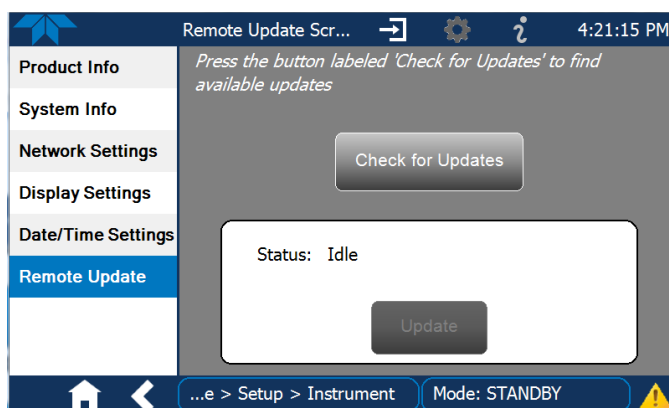 Remote Update Scr...
4:21:15 PM
Product Info
System Info
Network Settings
Display Settings
Date/Time Settings
Remote Update
Press the button labeled 'Check for Updates' to find
available updates
Check for Updates
Status: Idle
Update
...e > Setup > Instrument
Mode: STANDBY